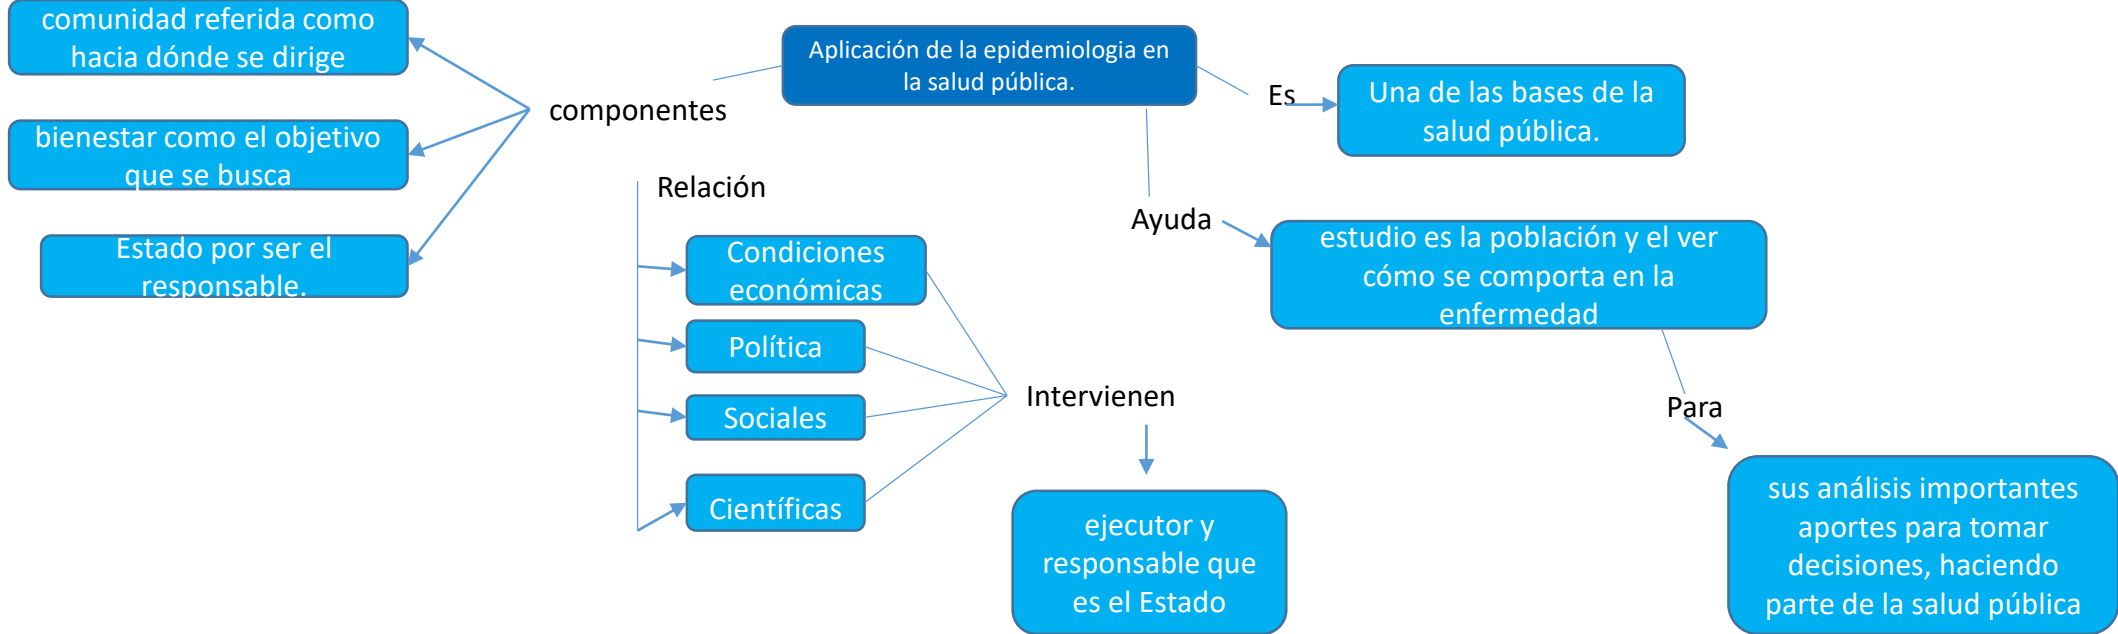 comunidad referida como
hacia dónde se dirige
bienestar como el objetivo
que se busca
Estado por ser el
responsable.
componentes
Aplicación de la epidemiologia en
la salud pública.
Es
Una de las bases de la
salud pública.
Relación
Condiciones
económicas
Política
Sociales
Científicas
Intervienen
ejecutor y
responsable que
es el Estado
Ayuda
estudio es la población y el ver
cómo se comporta en la
enfermedad
Para
sus análisis importantes
aportes para tomar
decisiones, haciendo
parte de la salud pública